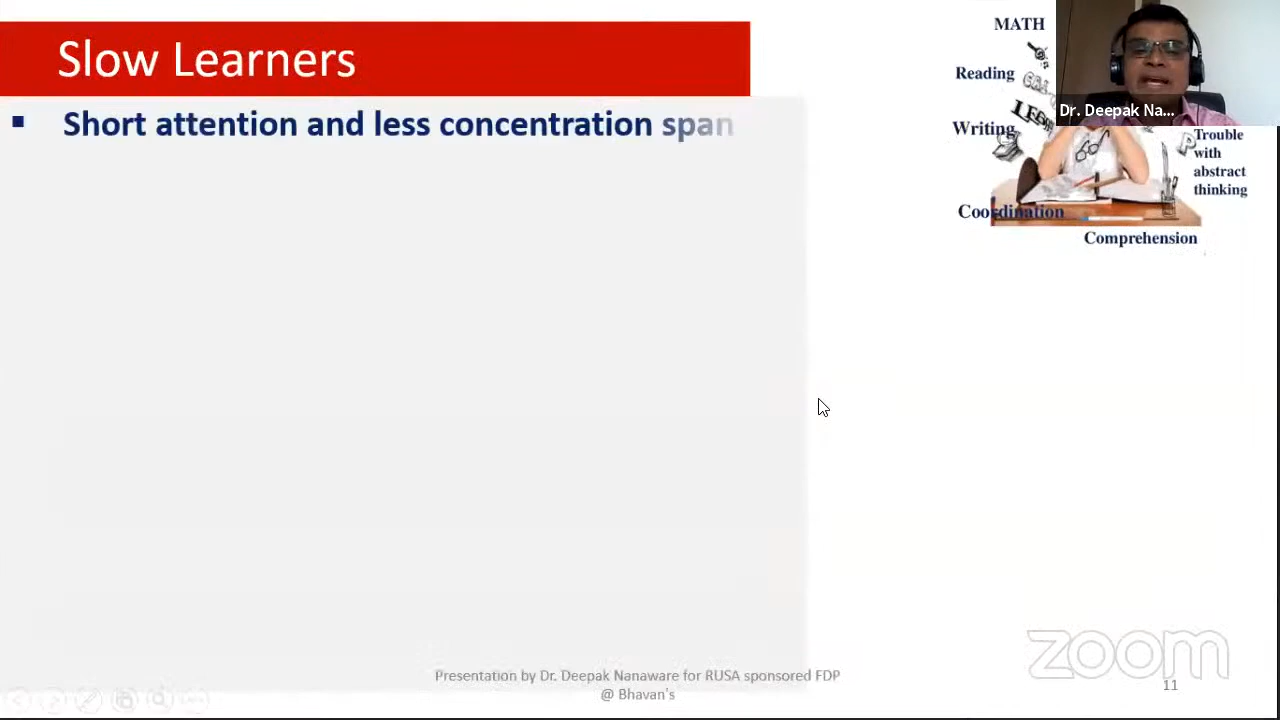 Slow Learners
▪ Short attention and less concentration span
MATH
Reading
Writing
Coordination
Comprehension
Trouble
with
abstract
thinking
Dr. Deepak Na...
zoom
Presentation by Dr. Deepak Nanaware for RUSA sponsored FDP
@ Bhavan's
11